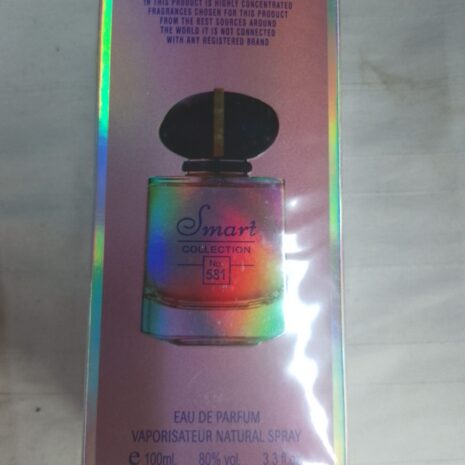 IN THIS PRODUCT IS HIGHLY CONCENTRATED
FRAGRANCES CHOSEN FOR THIS PRODUCT
FROM THE BEST SOURCES AROUND
THE WORLD IT IS NOT CONNECTED
WITH ANY REGISTERED BRAND
Smart
COLLECTION
No.
581
EAU DE PARFUM
VAPORISATEUR NATURAL SPRAY
e 100ml. 80% vol. 3.3 fl